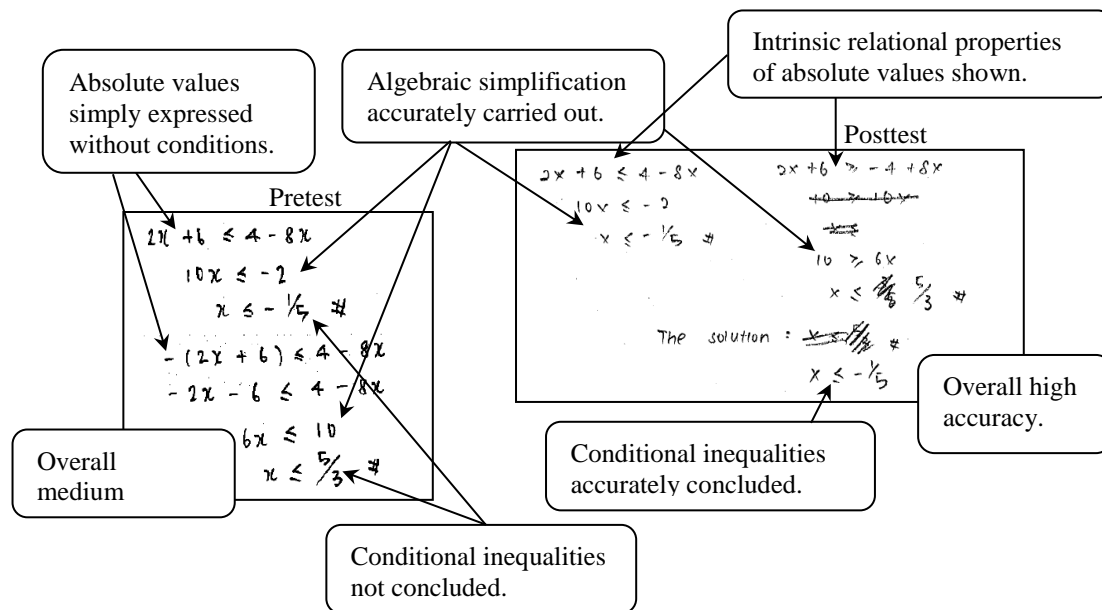 Absolute values
simply expressed
without conditions.
Algebraic simplification
accurately carried out.
Intrinsic relational properties
of absolute values shown.
Pretest
2x + 6 ≤ 4 - 8x
10x ≤ - 2
x ≤ - 1/5 #
- (2x + 6) ≤ 4 - 8x
- 2x - 6 ≤ 4 - 8x
6x ≤ 10
x ≤ 5/3 #
Overall
medium
Conditional inequalities
not concluded.
Posttest
2x + 6 ≤ 4 - 8x
10x ≤ - 2
x ≤ - 1/5 #
2x + 6 ≥ - 4 + 8x
10 ≥ 10x
10 ≥ 6x
x ≤ 5/3 #
The solution : #
x ≤ - 1/5
Overall high
accuracy.
Conditional inequalities
accurately concluded.